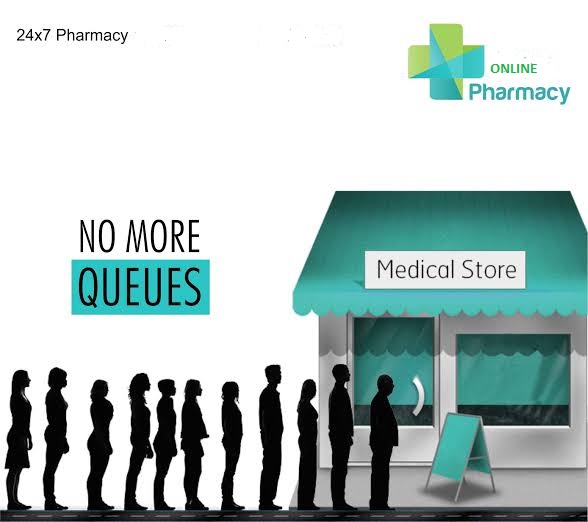 24x7 Pharmacy
ONLINE
Pharmacy
NO MORE
QUEUES
Medical Store